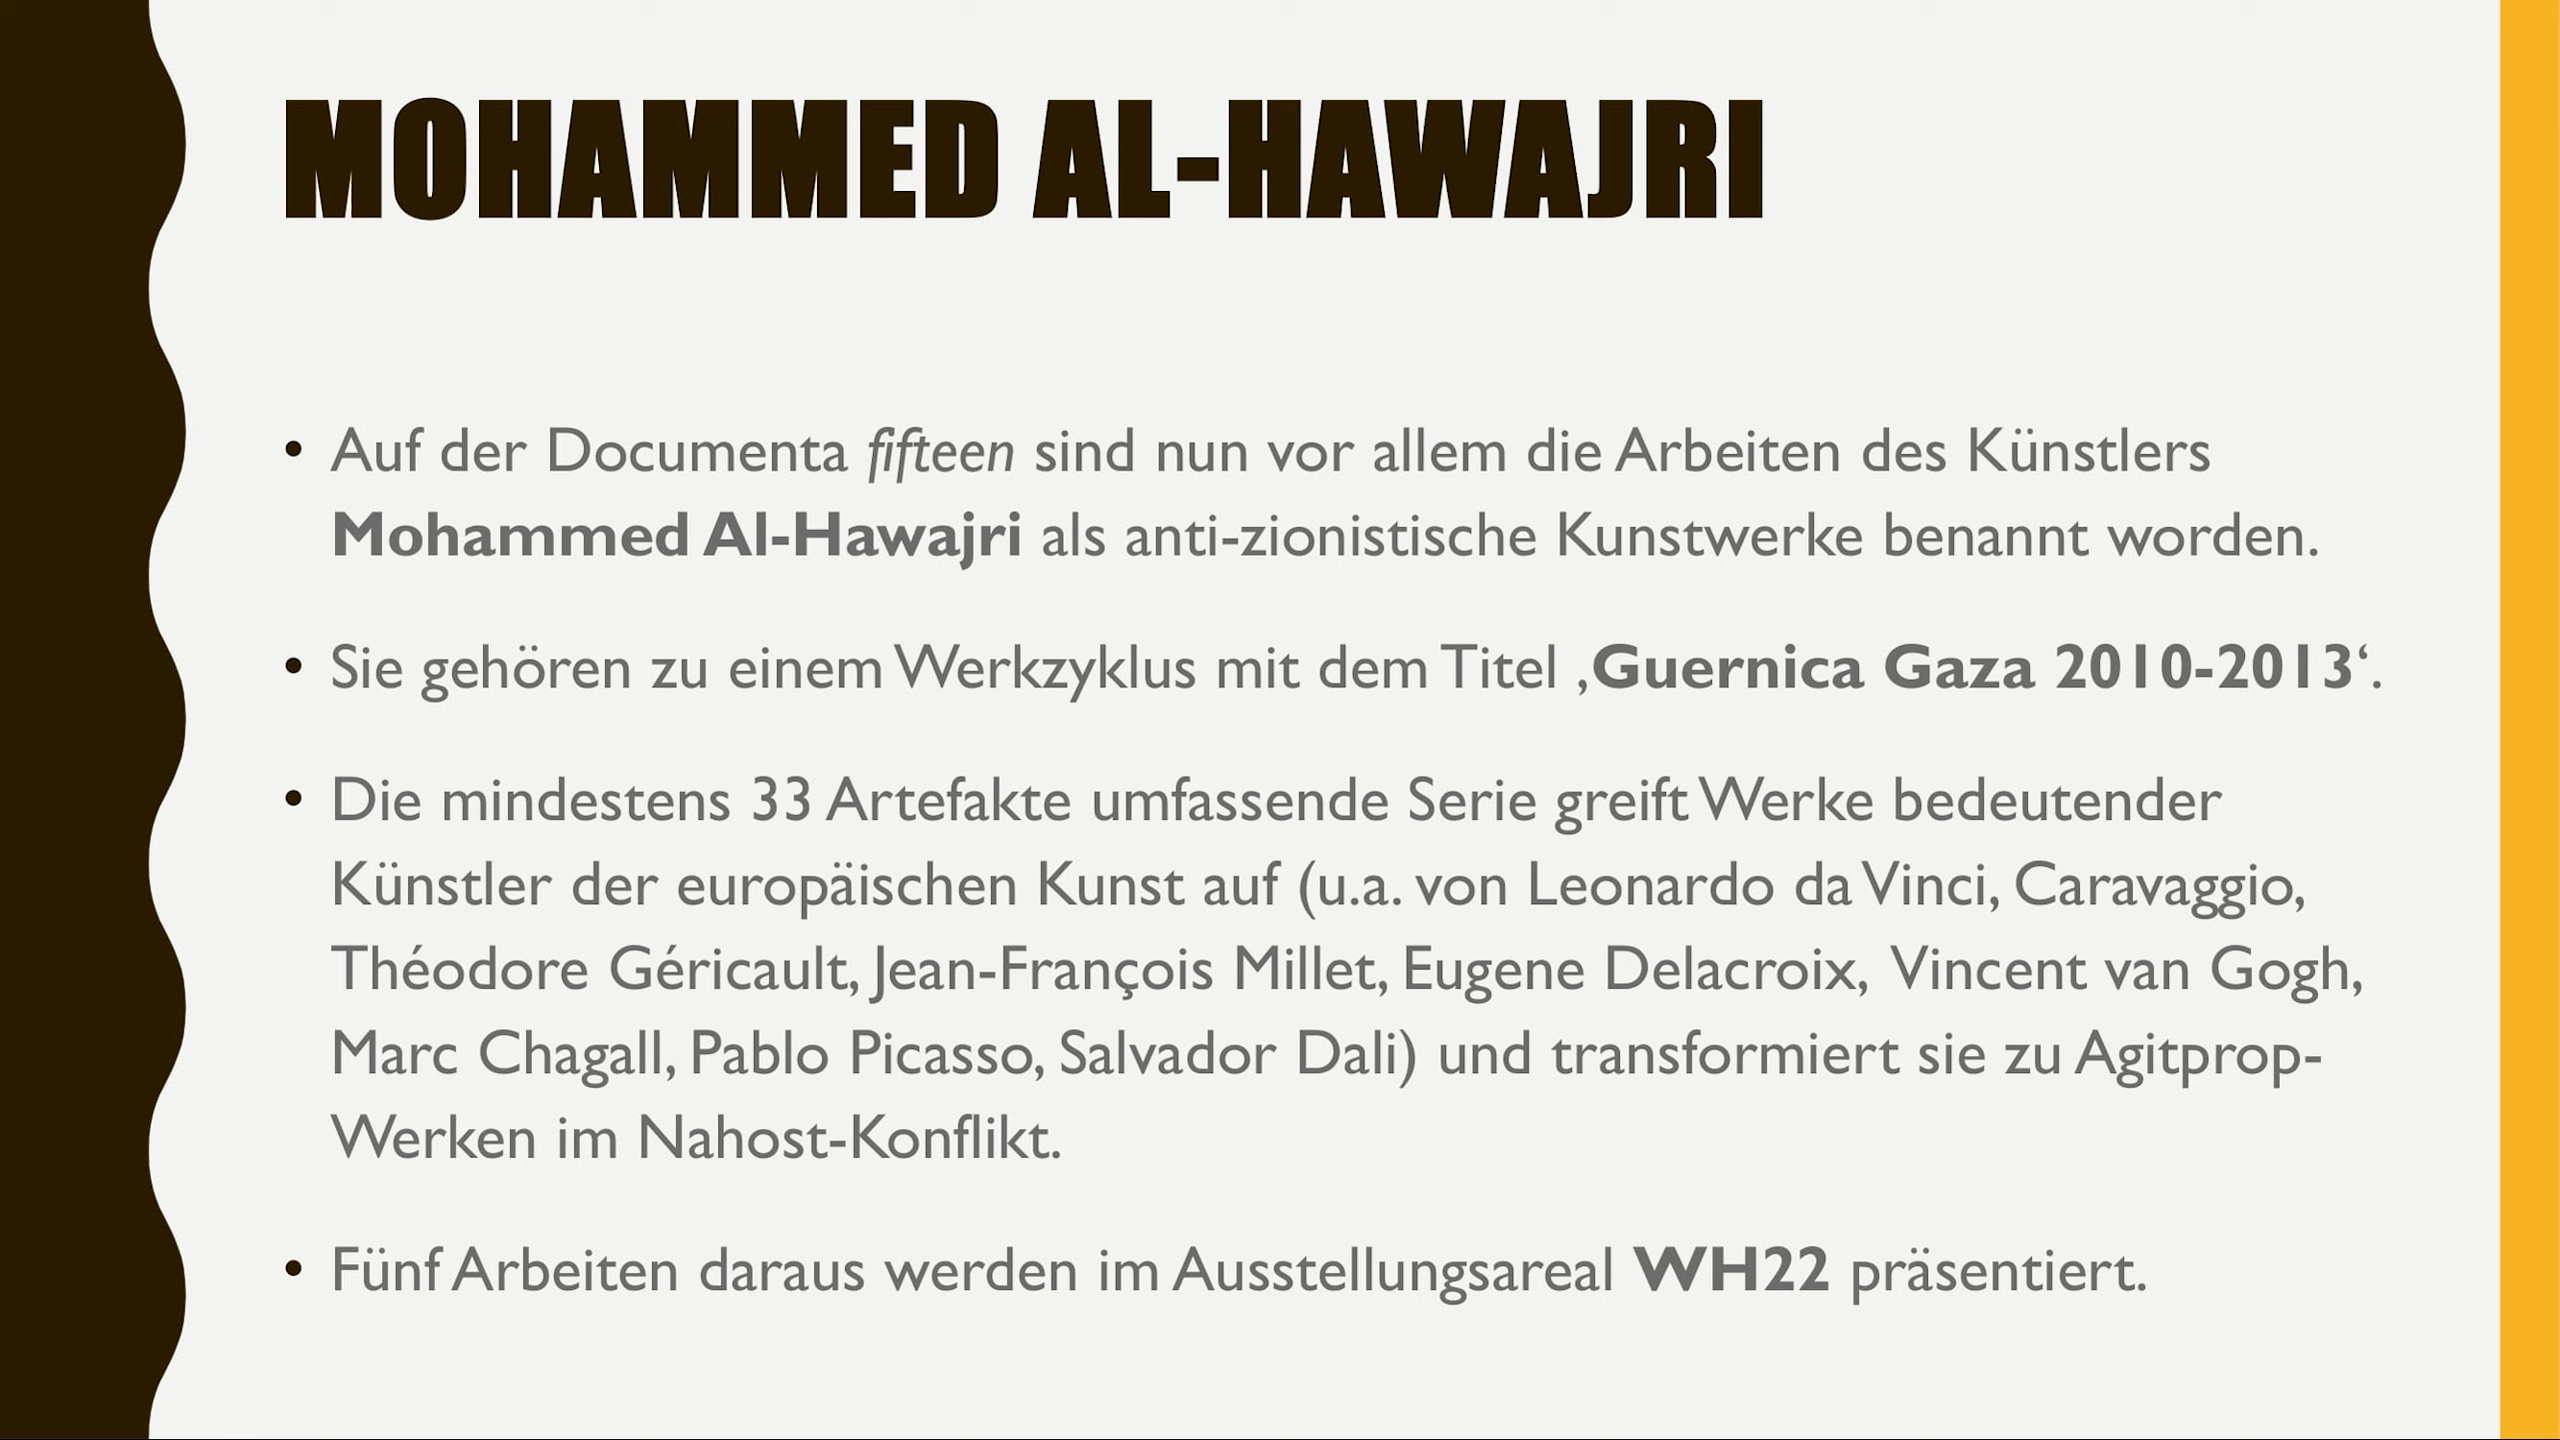 MOHAMMED AL-HAWAJRI
• Auf der Documenta fifteen sind nun vor allem die Arbeiten des Künstlers
Mohammed Al-Hawajri als anti-zionistische Kunstwerke benannt worden.
• Sie gehören zu einem Werkzyklus mit dem Titel ‚Guernica Gaza 2010-2013‘.
• Die mindestens 33 Artefakte umfassende Serie greift Werke bedeutender
Künstler der europäischen Kunst auf (u.a. von Leonardo da Vinci, Caravaggio,
Théodore Géricault, Jean-François Millet, Eugene Delacroix, Vincent van Gogh,
Marc Chagall, Pablo Picasso, Salvador Dali) und transformiert sie zu Agitprop-
Werken im Nahost-Konflikt.
• Fünf Arbeiten daraus werden im Ausstellungsareal WH22 präsentiert.